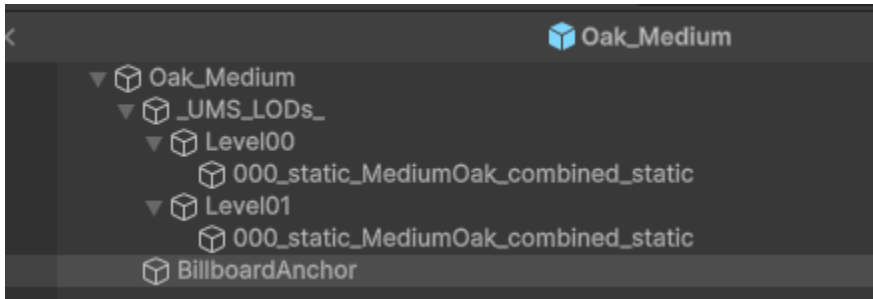 Oak_Medium
Oak_Medium
_UMS_LODs_
Level00
000_static_MediumOak_combined_static
Level01
000_static_MediumOak_combined_static
BillboardAnchor